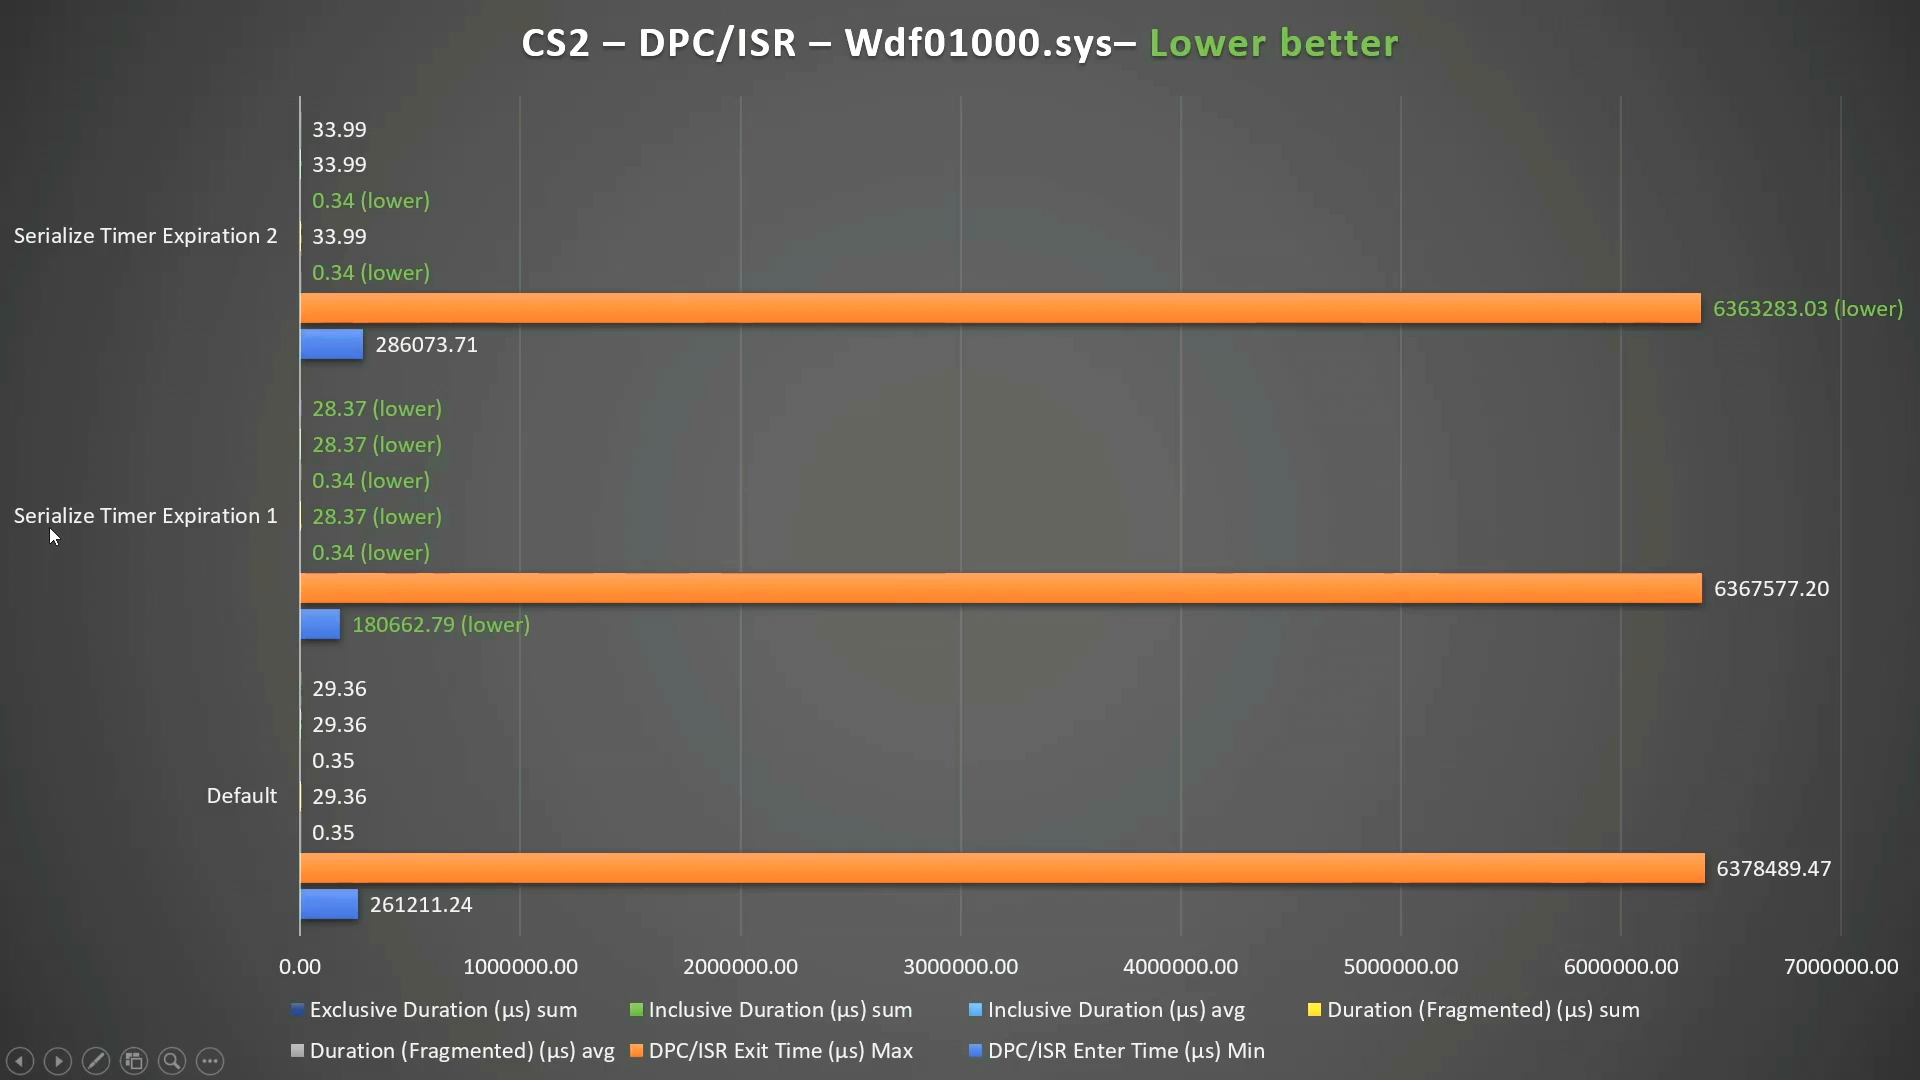 CS2 – DPC/ISR – Wdf01000.sys– Lower better
33.99
33.99
0.34 (lower)
Serialize Timer Expiration 2
33.99
0.34 (lower)
6363283.03 (lower)
286073.71
28.37 (lower)
28.37 (lower)
0.34 (lower)
Serialize Timer Expiration 1
28.37 (lower)
0.34 (lower)
6367577.20
180662.79 (lower)
29.36
29.36
0.35
Default
29.36
0.35
6378489.47
261211.24
0.00 1000000.00 2000000.00 3000000.00 4000000.00 5000000.00 6000000.00 7000000.00
Exclusive Duration (µs) sum Inclusive Duration (µs) sum Inclusive Duration (µs) avg Duration (Fragmented) (µs) sum
Duration (Fragmented) (µs) avg DPC/ISR Exit Time (µs) Max DPC/ISR Enter Time (µs) Min